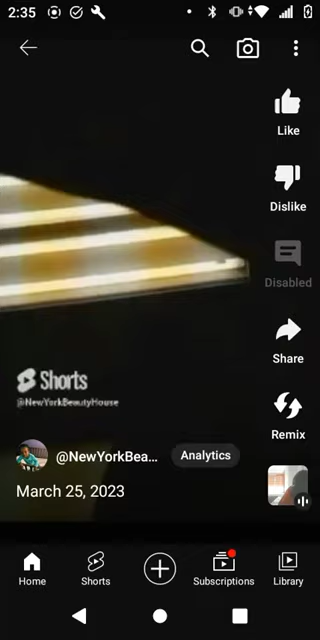 2:35
Like
Dislike
Disabled
Share
Remix
Shorts
@NewYorkBeautyHouse
@NewYorkBea...
Analytics
March 25, 2023
Home
Shorts
Subscriptions
Library